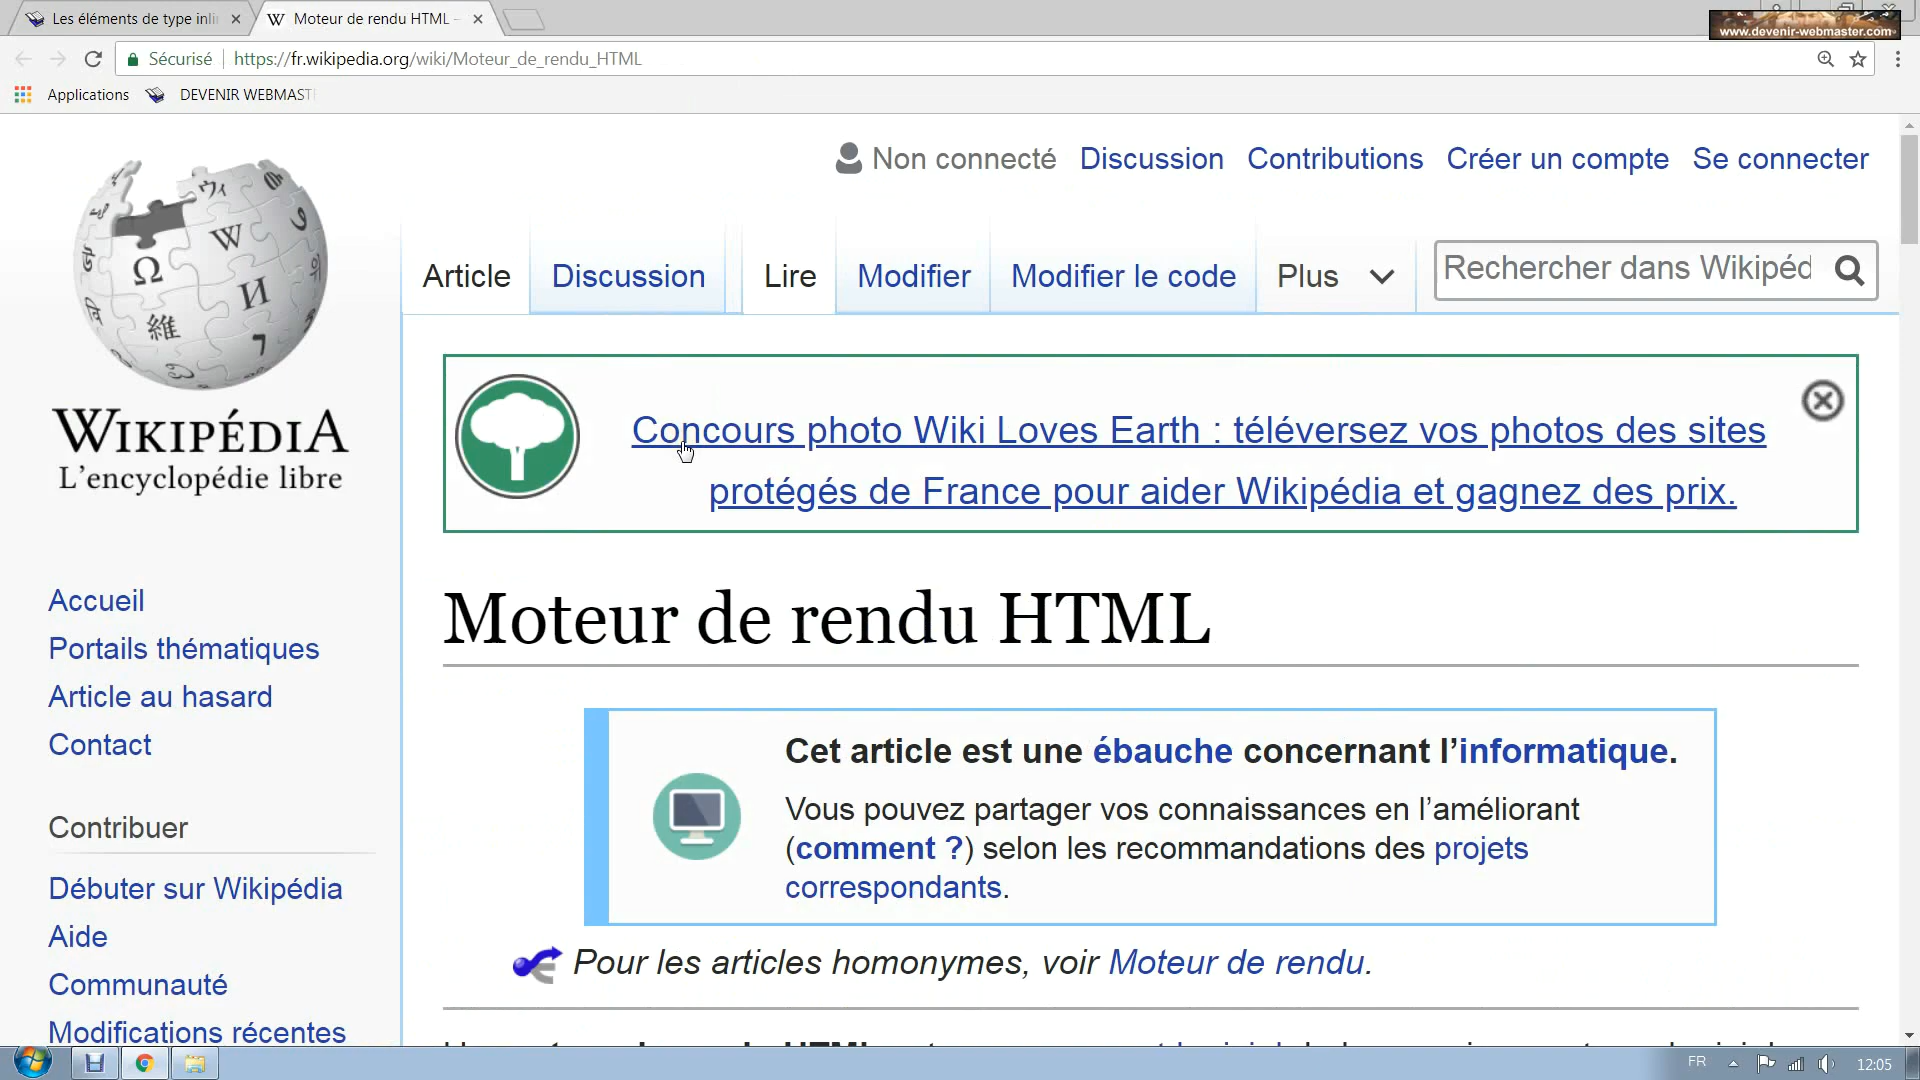 Les éléments de type inli
Moteur de rendu HTML –
www.devenir-webmaster.com
Sécurisé
https://fr.wikipedia.org/wiki/Moteur_de_rendu_HTML
Applications
DEVENIR WEBMAST
Non connecté
Discussion
Contributions
Créer un compte
Se connecter
Article
Discussion
Lire
Modifier
Modifier le code
Plus
Rechercher dans Wikipéd
WIKIPÉDIA
L'encyclopédie libre
Concours photo Wiki Loves Earth : téléversez vos photos des sites
protégés de France pour aider Wikipédia et gagnez des prix.
Moteur de rendu HTML
Cet article est une ébauche concernant l’informatique.
Vous pouvez partager vos connaissances en l’améliorant
(comment ?) selon les recommandations des projets
correspondants.
Pour les articles homonymes, voir Moteur de rendu.
Accueil
Portails thématiques
Article au hasard
Contact
Contribuer
Débuter sur Wikipédia
Aide
Communauté
Modifications récentes
FR
12:05